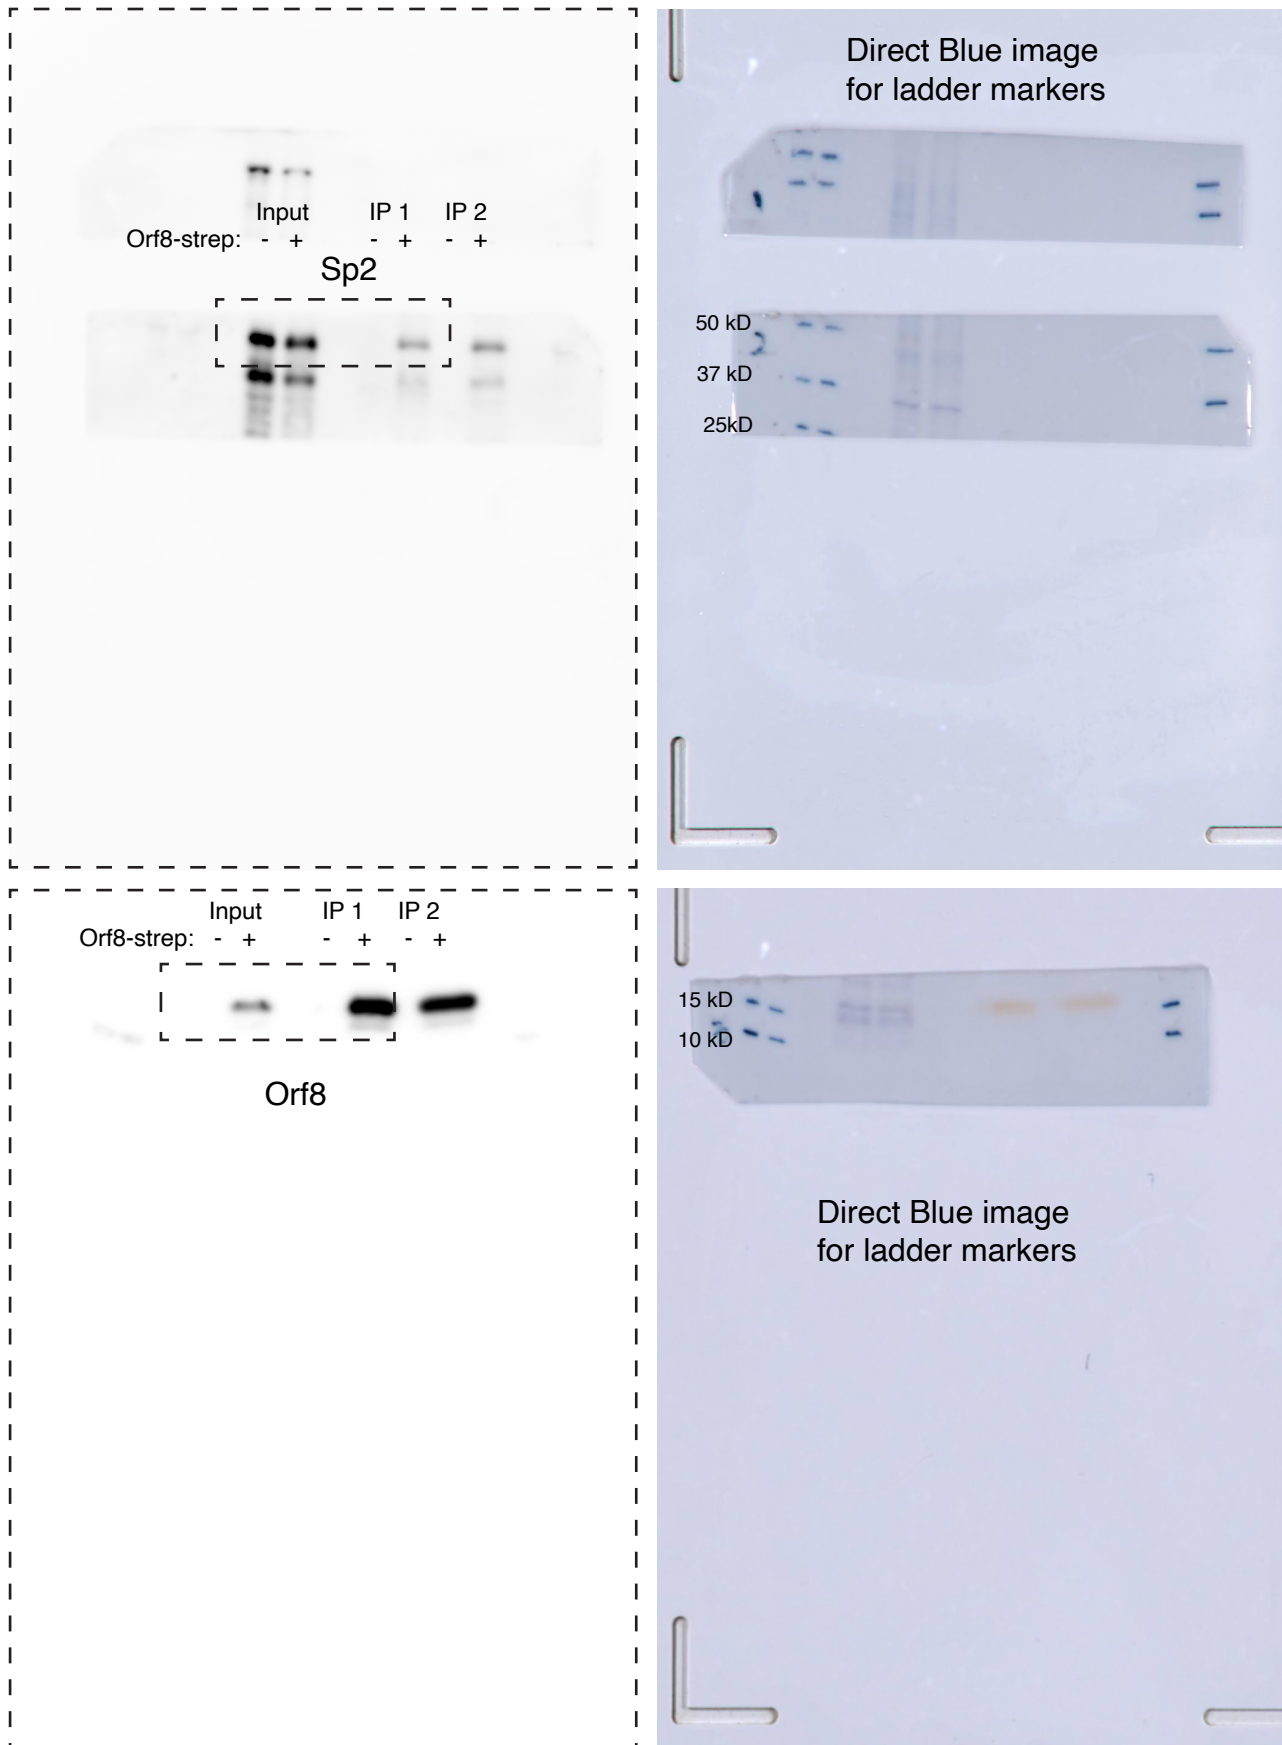 Direct Blue image
for ladder markers
Input IP 1 IP 2
Orf8-strep: - + - + - +
Sp2
50 kD
37 kD
25kD
Input IP 1 IP 2
Orf8-strep: - + - + - +
15 kD
10 kD
Orf8
Direct Blue image
for ladder markers